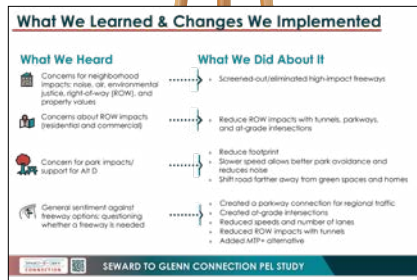 What We Learned & Changes We Implemented
What We Heard
What We Did About It
Concerns for neighborhood
impacts: noise, air, environmental
justice, right-of-way (ROW), and
property values
Screened-out/eliminated high-impact freeways
Concerns about ROW impacts
(residential and commercial)
Reduce ROW impacts with tunnels, parkways,
and at-grade intersections
Concern for park impacts/
support for Alt D
Reduce footprint
Slower speed allows better park avoidance and
reduces noise
Shift road farther away from green spaces and homes
General sentiment against
freeway options; questioning
whether a freeway is needed
Created a parkway connection for regional traffic
Created at-grade intersections
Reduced speeds and number of lanes
Reduced ROW impacts with tunnels
Added MTP+ alternative
CONNECTION
SEWARD TO GLENN CONNECTION PEL STUDY